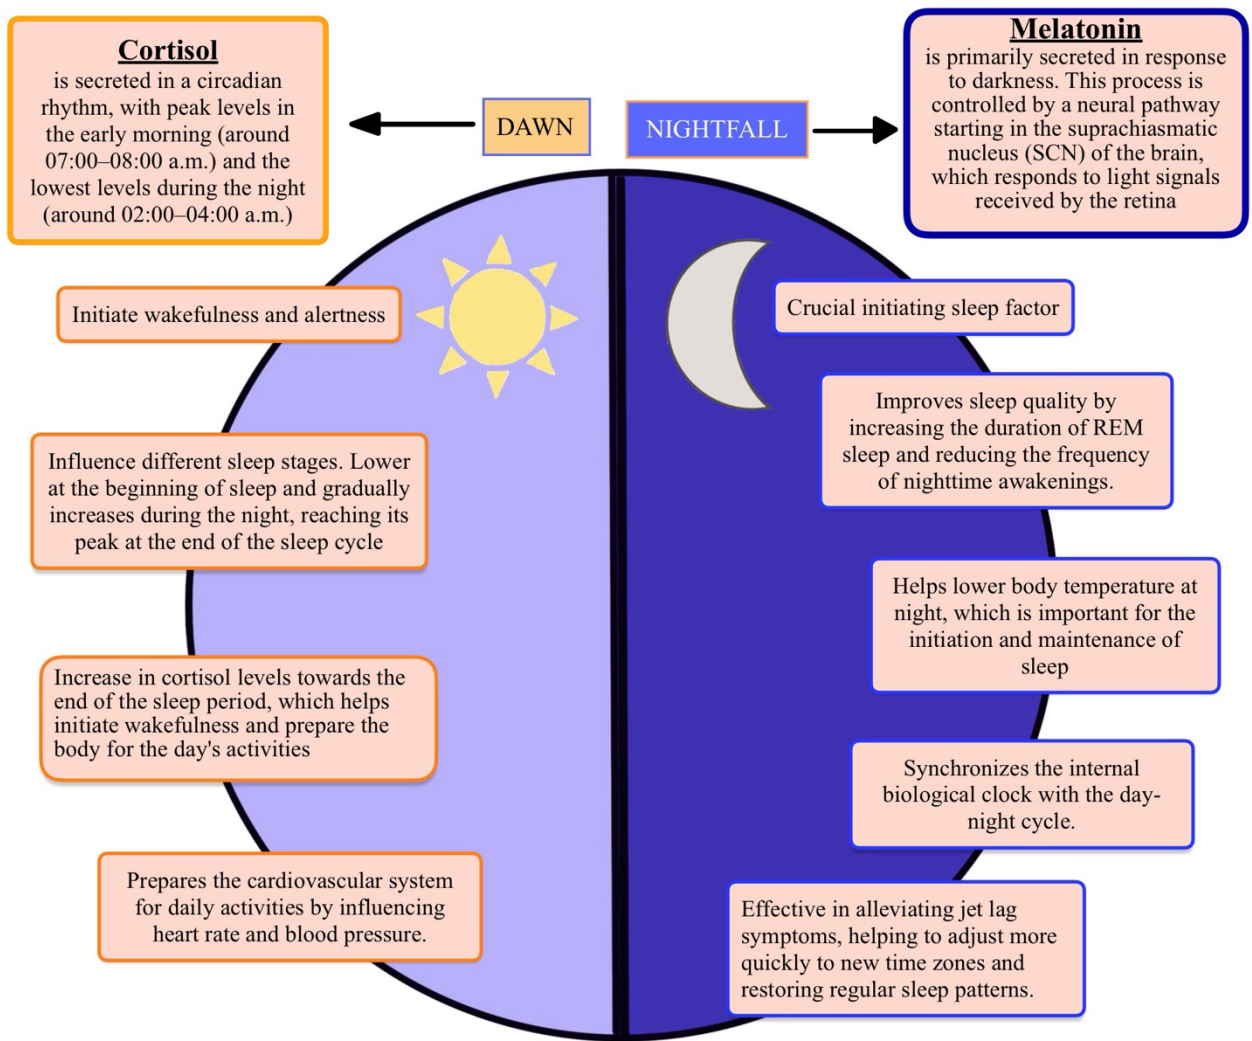 Cortisol
is secreted in a circadian
rhythm, with peak levels in
the early morning (around
07:00–08:00 a.m.) and the
lowest levels during the night
(around 02:00–04:00 a.m.)
DAWN
NIGHTFALL
Melatonin
is primarily secreted in response
to darkness. This process is
controlled by a neural pathway
starting in the suprachiasmatic
nucleus (SCN) of the brain,
which responds to light signals
received by the retina
Initiate wakefulness and alertness
Influence different sleep stages. Lower
at the beginning of sleep and gradually
increases during the night, reaching its
peak at the end of the sleep cycle
Increase in cortisol levels towards the
end of the sleep period, which helps
initiate wakefulness and prepare the
body for the day's activities
Prepares the cardiovascular system
for daily activities by influencing
heart rate and blood pressure.
Crucial initiating sleep factor
Improves sleep quality by
increasing the duration of REM
sleep and reducing the frequency
of nighttime awakenings.
Helps lower body temperature at
night, which is important for the
initiation and maintenance of
sleep
Synchronizes the internal
biological clock with the day-
night cycle.
Effective in alleviating jet lag
symptoms, helping to adjust more
quickly to new time zones and
restoring regular sleep patterns.